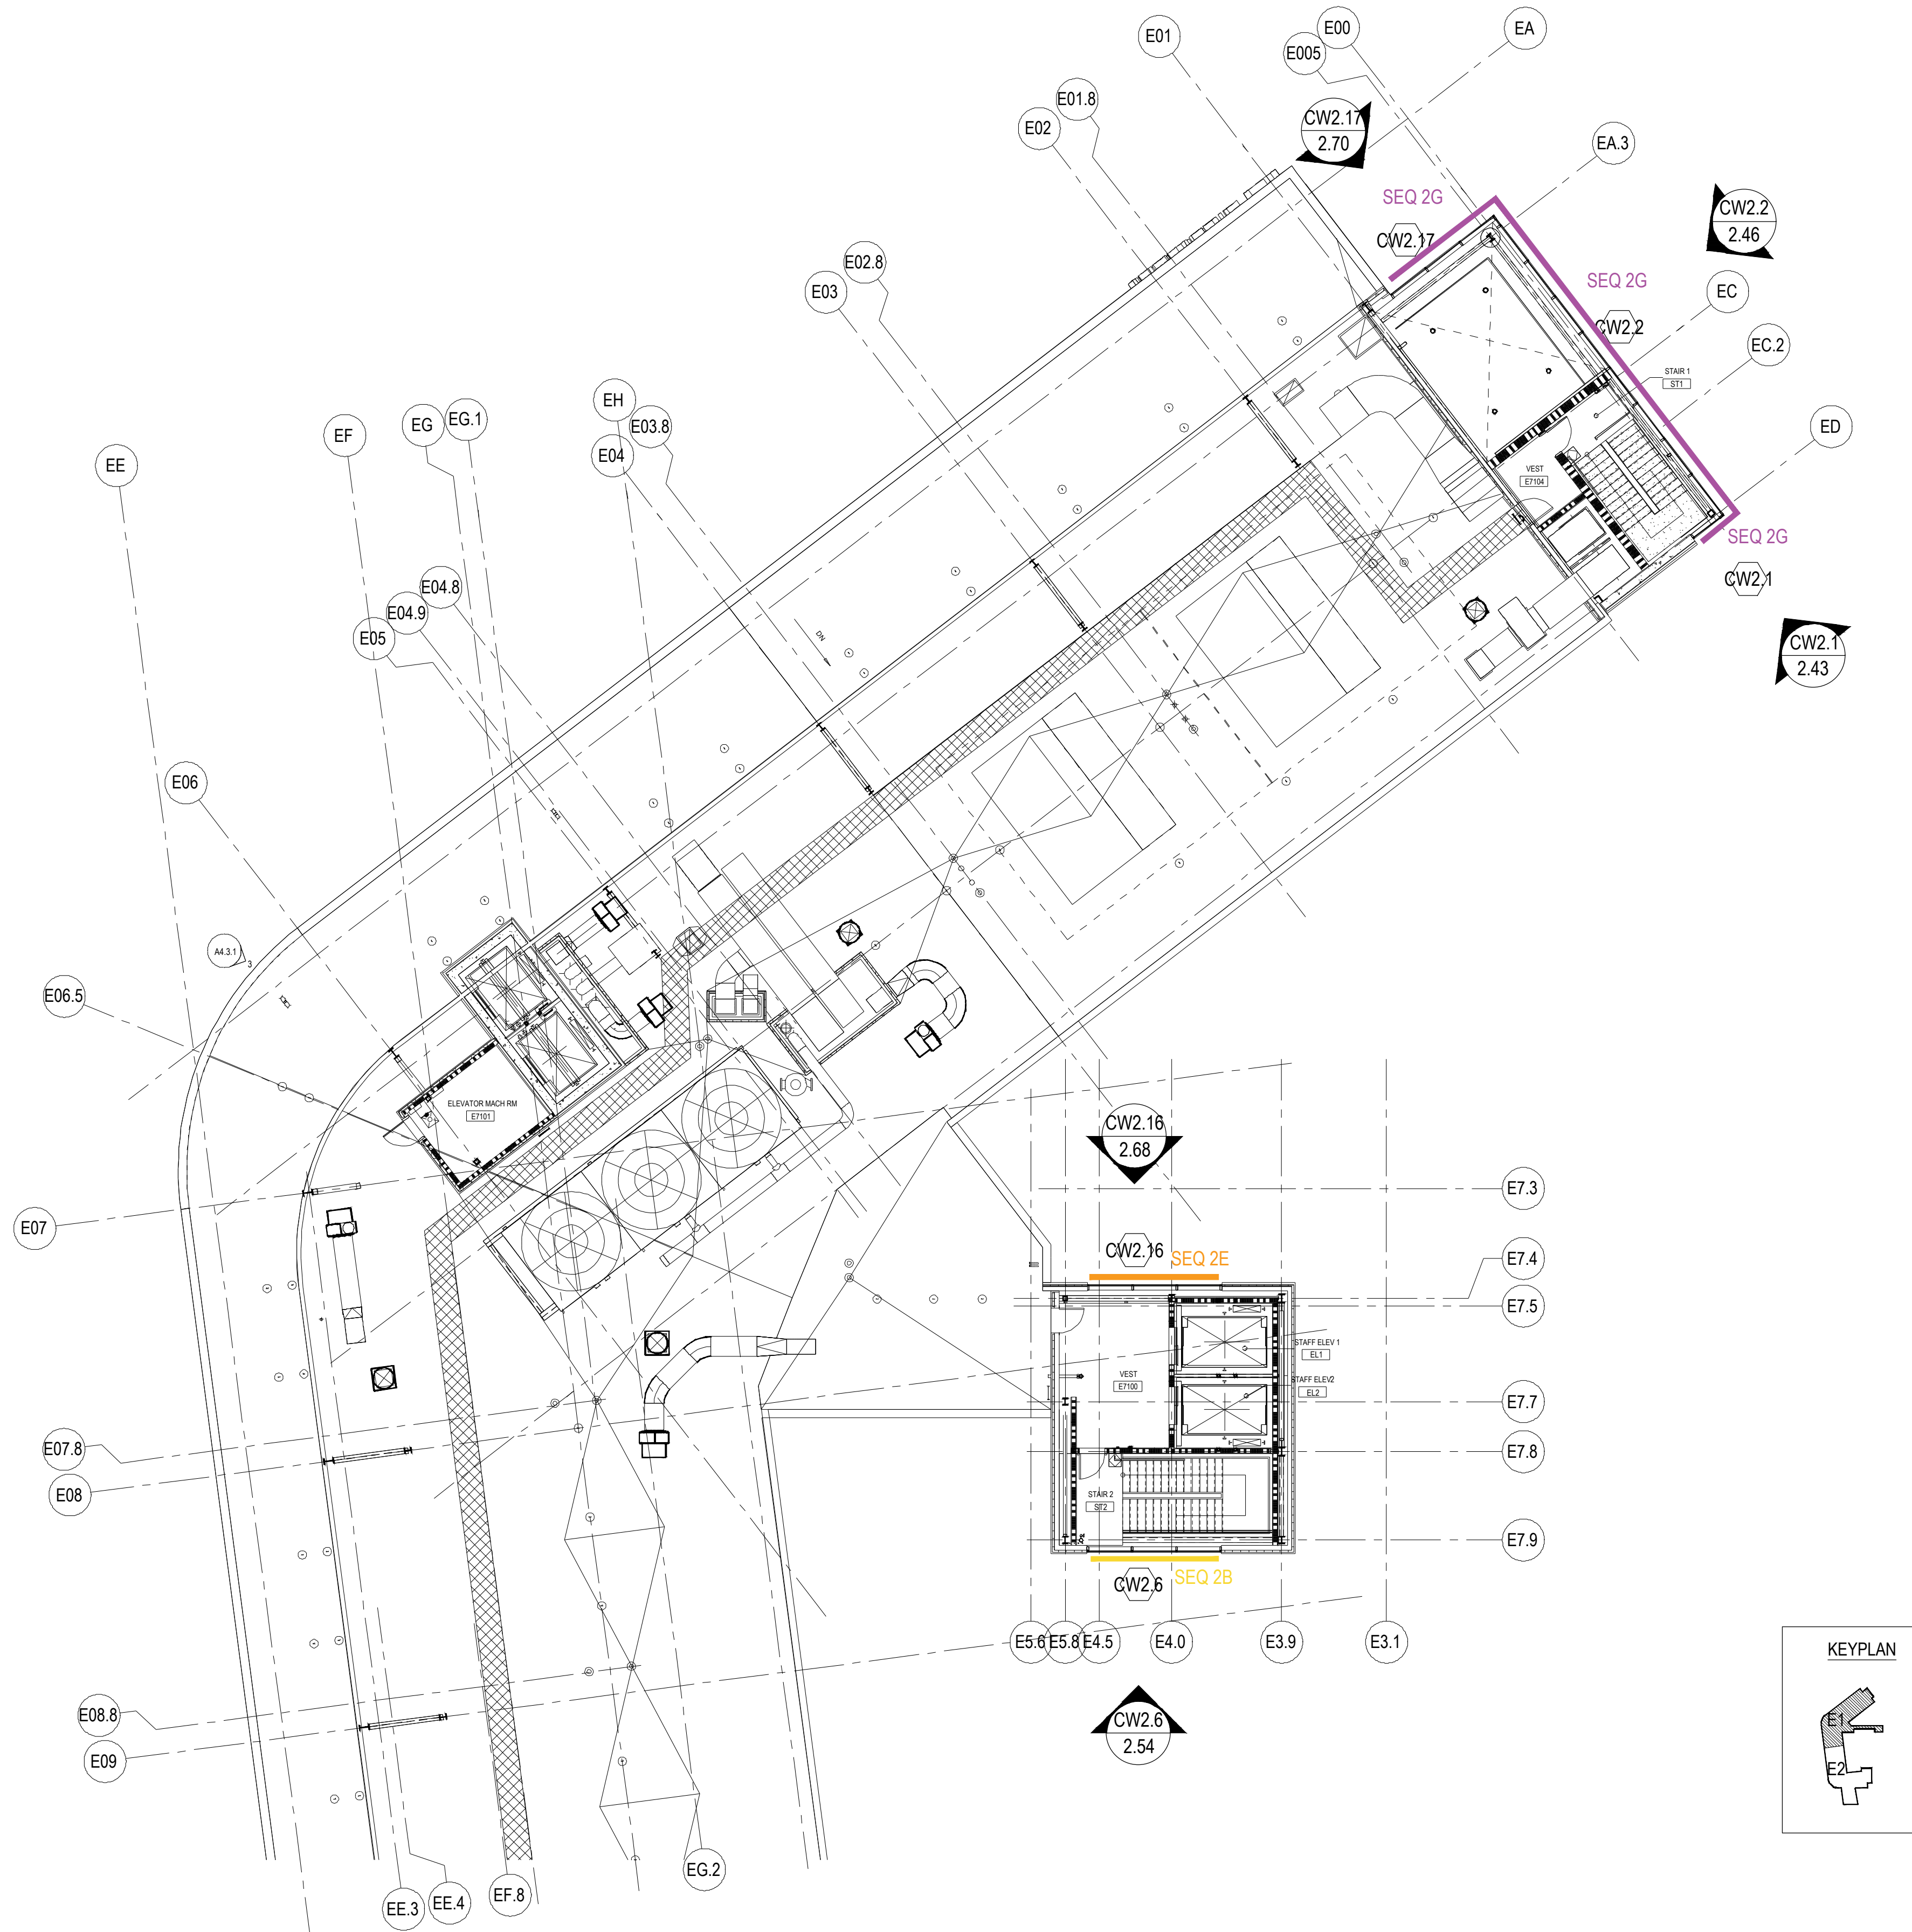 E00
EA
E01
E005
E01.8
CW2.17
2.70
E02
EA.3
SEQ 2G
CW2.2
2.46
CW2.17
E02.8
SEQ 2G
E03
EC
CW2.2
EC.2
STAIR 1
ST1
EH
EG.1
EG
E03.8
ED
EF
E04
EE
VEST
E7104
SEQ 2G
CW2.1
E04.8
E04.9
E05
DN
CW2.1
2.43
E06
A4.3.1
3
E06.5
ELEVATOR MACH RM
E7101
CW2.16
2.68
E7.3
E07
CW2.16
SEQ 2E
E7.4
E7.5
STAFF ELEV 1
EL1
VEST
E7100
STAFF ELEV2
EL2
E7.7
E07.8
E7.8
E08
STAIR 2
ST2
E7.9
CW2.6
SEQ 2B
E5.6
E5.8
E4.5
E4.0
E3.9
E3.1
KEYPLAN
E08.8
CW2.6
2.54
E1
E09
E2
EG.2
EF.8
EE.4
EE.3